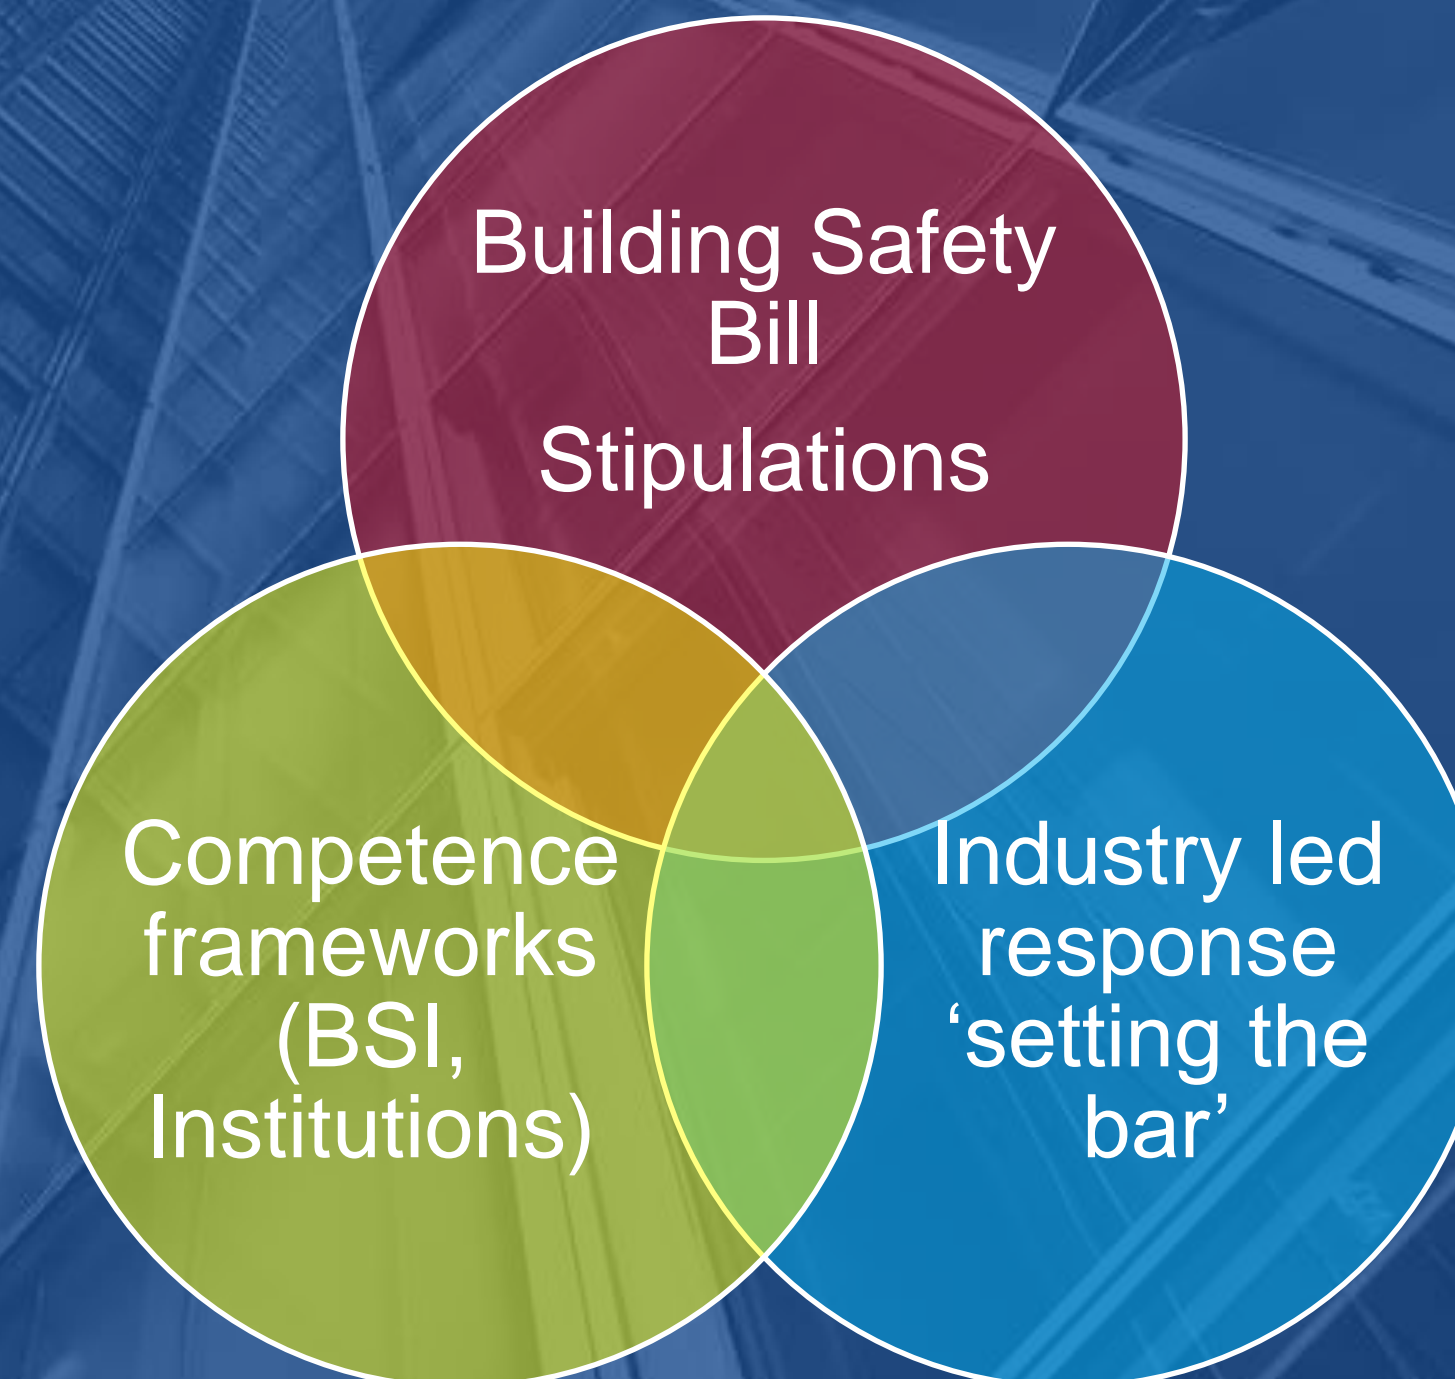 Building Safety
Bill
Stipulations
Competence
frameworks
(BSI,
Institutions)
Industry led
response
‘setting the
bar’